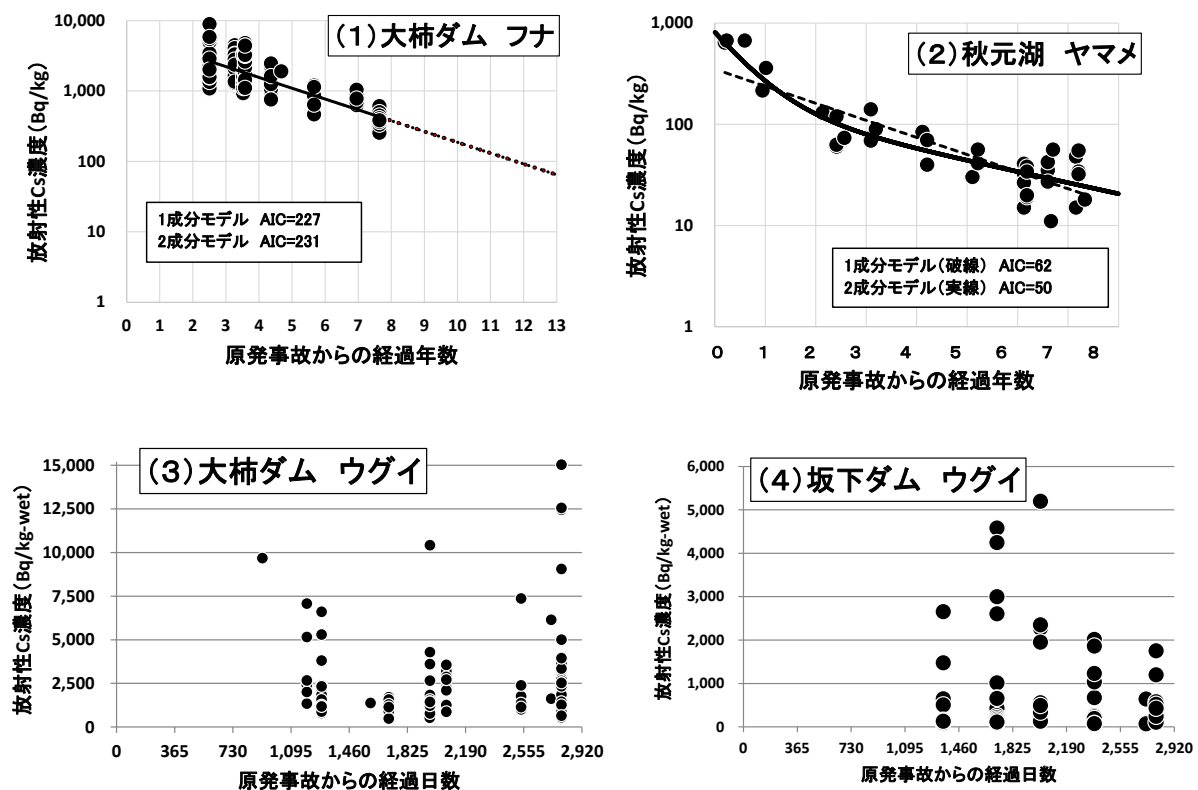 (1)大柿ダム フナ
放射性Cs濃度(Bq/kg)
10,000
1,000
100
10
1
1成分モデル AIC=227
2成分モデル AIC=231
0 1 2 3 4 5 6 7 8 9 10 11 12 13
原発事故からの経過年数
(2)秋元湖 ヤマメ
放射性Cs濃度(Bq/kg)
1,000
100
10
1
1成分モデル(破線) AIC=62
2成分モデル(実線) AIC=50
0 1 2 3 4 5 6 7 8
原発事故からの経過年数
(3)大柿ダム ウグイ
放射性Cs濃度(Bq/kg-wet)
15,000
12,500
10,000
7,500
5,000
2,500
0
0 365 730 1,095 1,460 1,825 2,190 2,555 2,920
原発事故からの経過日数
(4)坂下ダム ウグイ
放射性Cs濃度(Bq/kg-wet)
6,000
5,000
4,000
3,000
2,000
1,000
0
0 365 730 1,095 1,460 1,825 2,190 2,555 2,920
原発事故からの経過日数